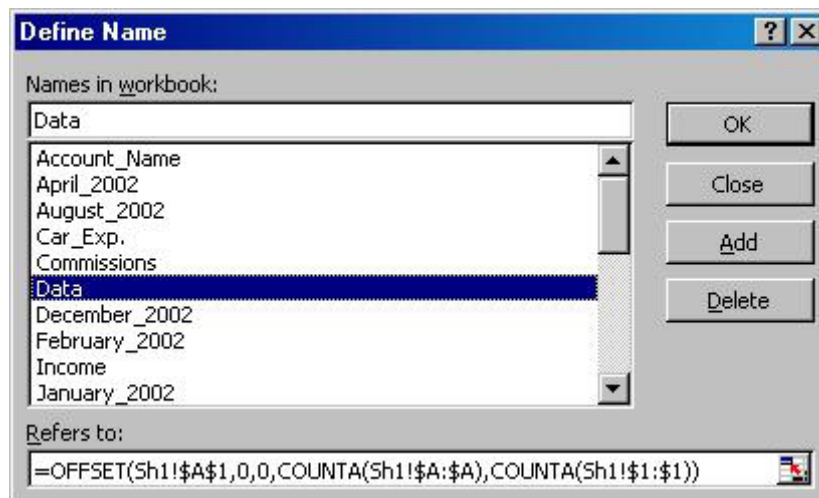 Define Name
Names in workbook:
Data
OK
Account_Name
April_2002
August_2002
Car_Exp.
Commissions
Data
December_2002
February_2002
Income
January_2002
Close
Add
Delete
Refers to:
=OFFSET(Sh1!$A$1,0,0,COUNTA(Sh1!$A:$A),COUNTA(Sh1!$1:$1))